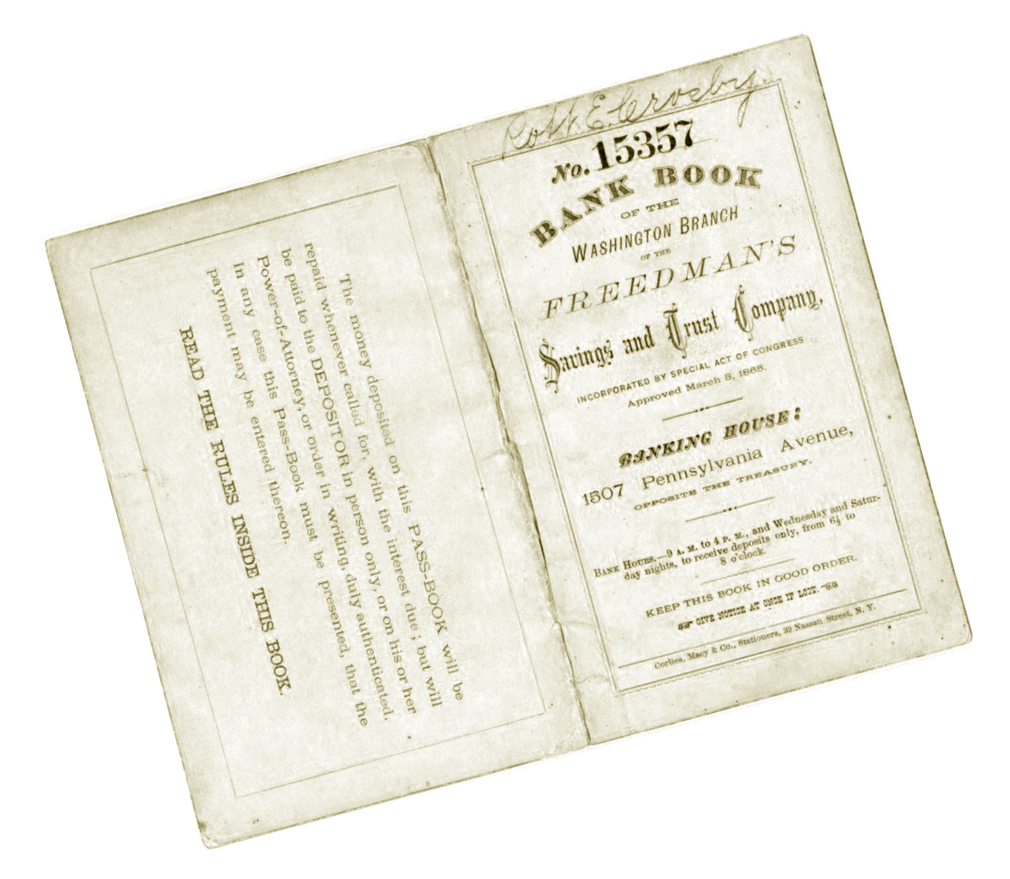 E. Crosby
No. 15357
BANK BOOK
OF THE
WASHINGTON BRANCH
OF THE
FREEDMAN'S
Savings and Trust Company,
INCORPORATED BY SPECIAL ACT OF CONGRESS
Approved March 3, 1865.
BANKING HOUSE:
1507 Pennsylvania Avenue,
OPPOSITE THE TREASURY.
BANK HOURS.—9 A. M. to 4 P. M., and Wednesday and Satur-
day nights, to receive deposits only, from 6½ to
8 o'clock.
KEEP THIS BOOK IN GOOD ORDER.
GIVE NOTICE AT ONCE IF LOST.
Corlies, Macy & Co., Stationers, 39 Nassau Street, N. Y.
The money deposited on this PASS-BOOK will be
repaid whenever called for, with the interest due; but will
be paid to the DEPOSITOR in person only, or on his or her
Power-of-Attorney, or order in writing, duly authenticated.
In any case this Pass-Book must be presented, that the
payment may be entered thereon.
READ THE RULES INSIDE THIS BOOK.